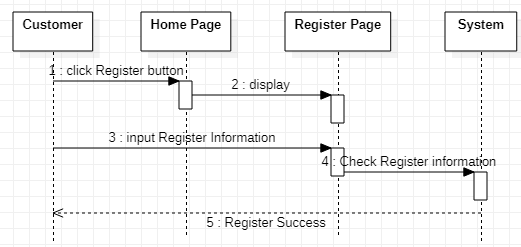 Customer
Home Page
Register Page
System
1 : click Register button
2 : display
3 : input Register Information
4 : Check Register information
5 : Register Success